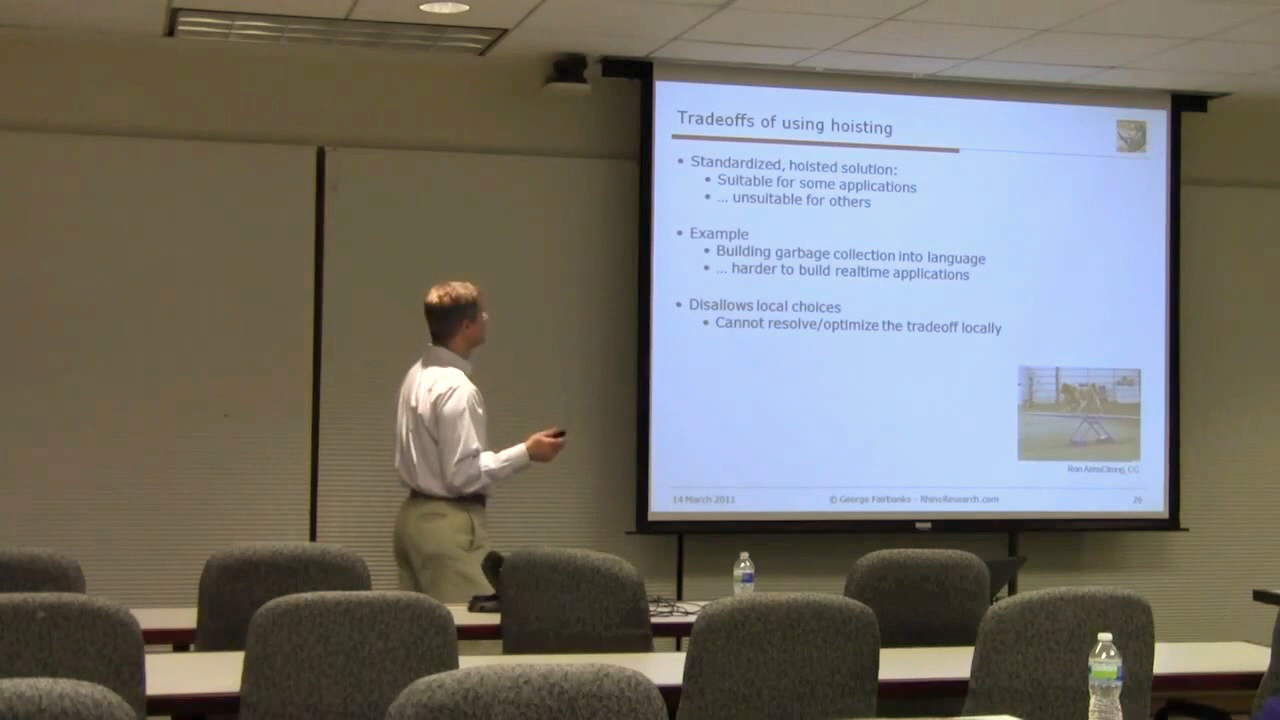 Tradeoffs of using hoisting
• Standardized, hoisted solution:
• Suitable for some applications
• ... unsuitable for others
• Example
• Building garbage collection into language
• ... harder to build realtime applications
• Disallows local choices
• Cannot resolve/optimize the tradeoff locally
Ron Armstrong, CC
14 March 2011
© George Fairbanks - RhinoResearch.com
26